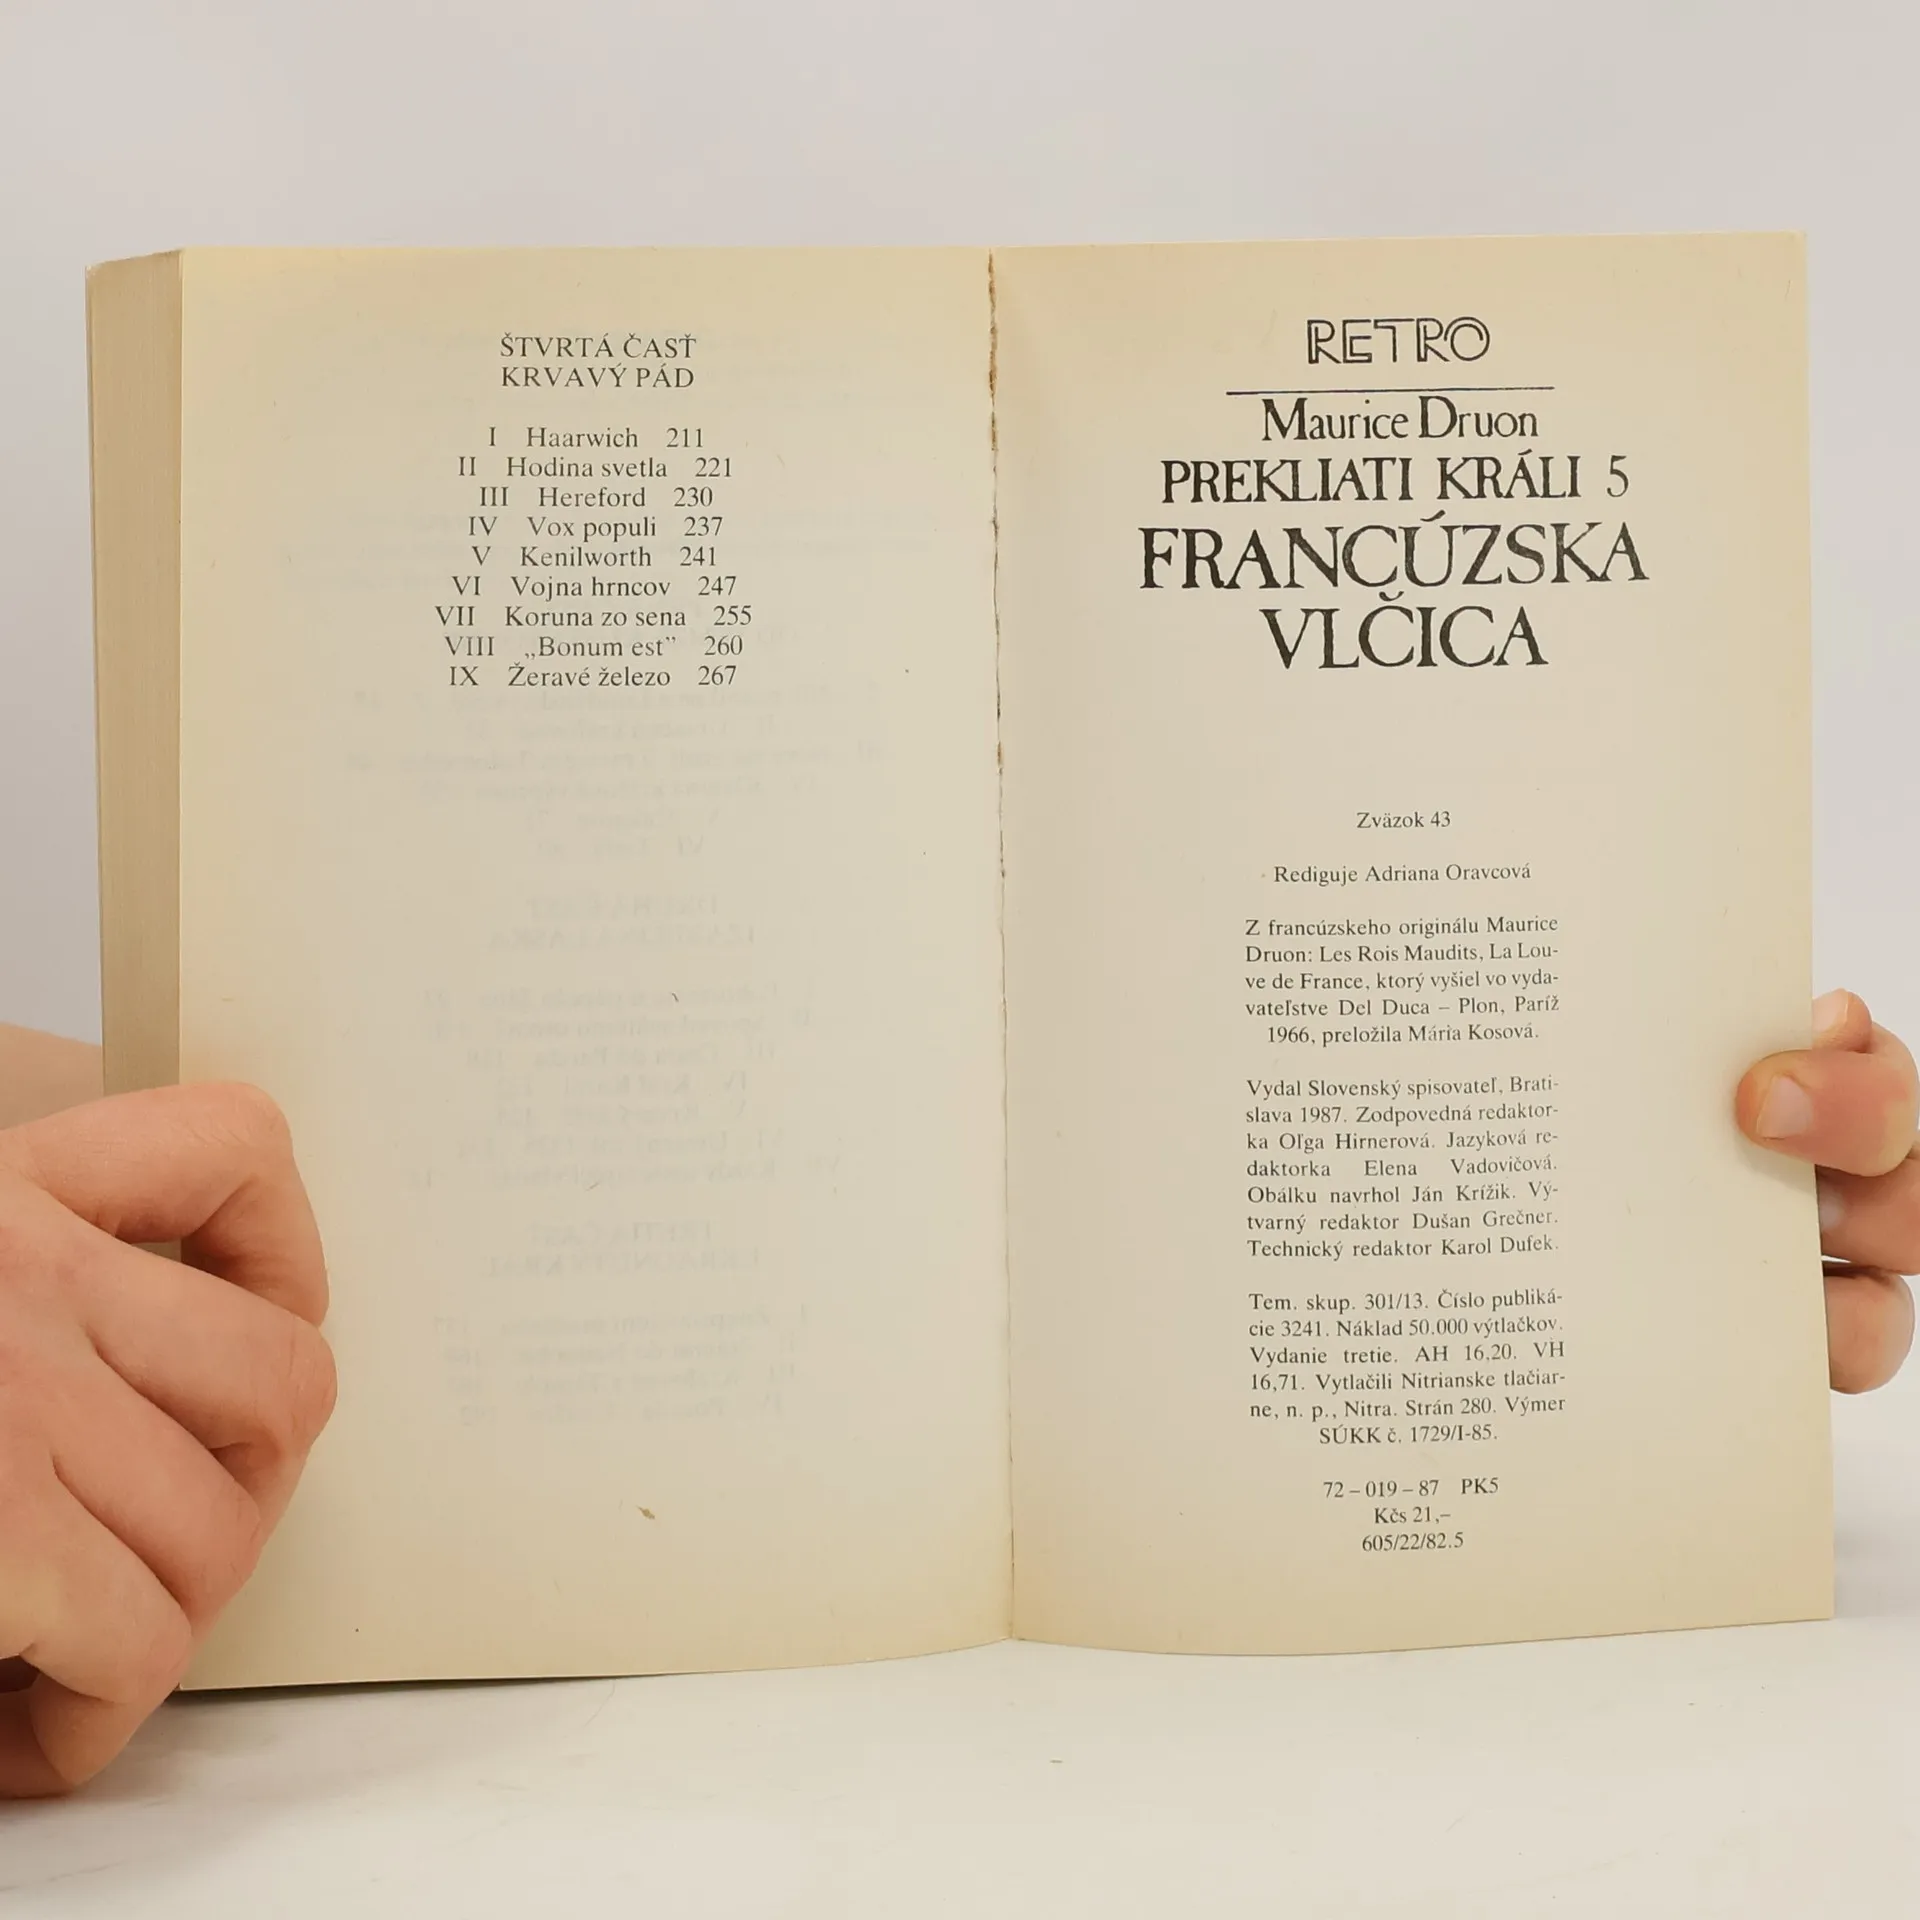 ŠTVRTÁ ČASŤ
KRVAVÝ PÁD
I Haarwich 211
II Hodina svetla 221
III Hereford 230
IV Vox populi 237
V Kenilworth 241
VI Vojna hrncov 247
VII Koruna zo sena 255
VIII „Bonum est” 260
IX Žeravé železo 267
RETRO
Maurice Druon
PREKLIATI KRÁLI 5
FRANCÚZSKA
VLČICA
Zväzok 43
Rediguje Adriana Oravcová
Z francúzskeho originálu Maurice
Druon: Les Rois Maudits, La Lou-
ve de France, ktorý vyšiel vo vyda-
vateľstve Del Duca – Plon, Paríž
1966, preložila Mária Kosová.
Vydal Slovenský spisovateľ, Brati-
slava 1987. Zodpovedná redaktor-
ka Oľga Hirnerová. Jazyková re-
daktorka Elena Vadovičová.
Obálku navrhol Ján Krížik. Vý-
tvarný redaktor Dušan Grečner.
Technický redaktor Karol Dufek.
Tem. skup. 301/13. Číslo publiká-
cie 3241. Náklad 50.000 výtlačkov.
Vydanie tretie. AH 16,20. VH
16,71. Vytlačili Nitrianske tlačiar-
ne, n. p., Nitra. Strán 280. Výmer
SÚKK č. 1729/I-85.
72 – 019 – 87 PK5
Kčs 21,–
605/22/82.5